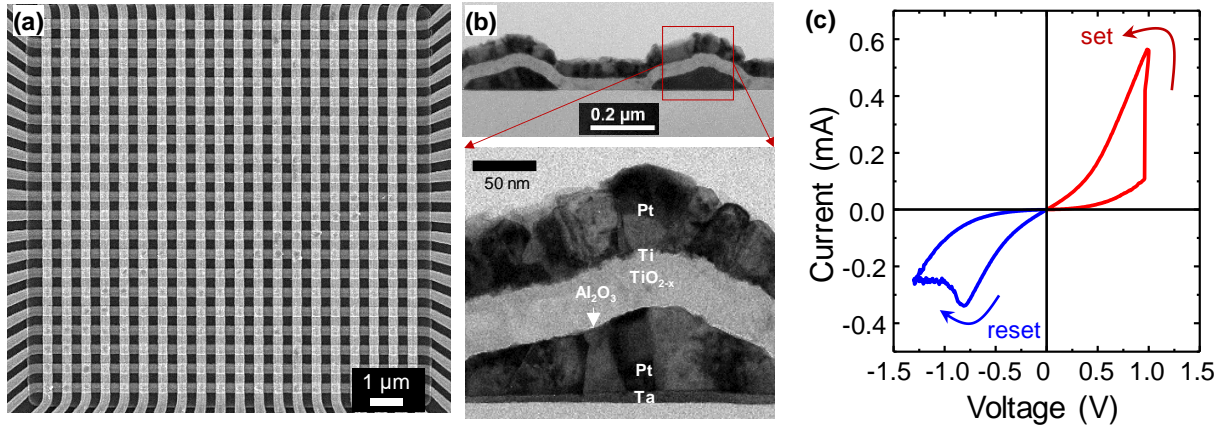 (a)
1 µm
(b)
0.2 µm
50 nm
Pt
Ti
TiO2-x
Al2O3
Pt
Ta
(c)
set
reset
Current (mA)
0.6
0.4
0.2
0.0
-0.2
-0.4
-1.5 -1.0 -0.5 0 0.5 1.0 1.5
Voltage (V)